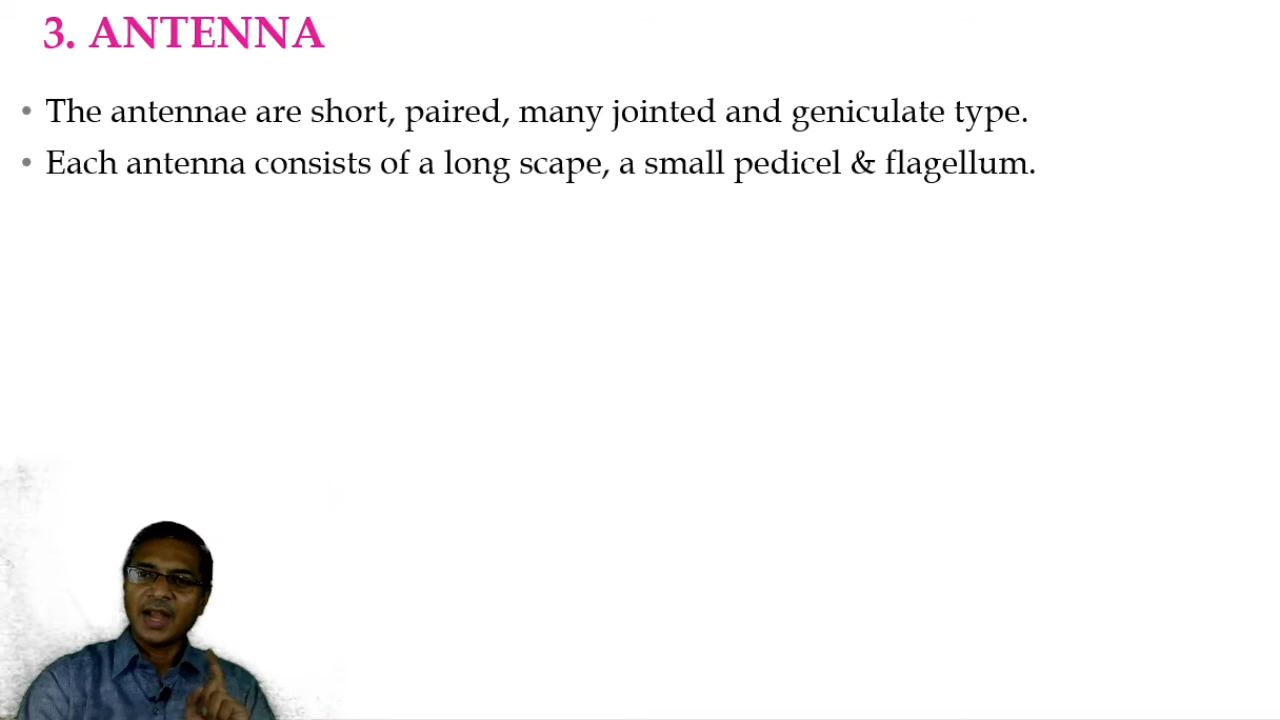 3. ANTENNA
• The antennae are short, paired, many jointed and geniculate type.
• Each antenna consists of a long scape, a small pedicel & flagellum.